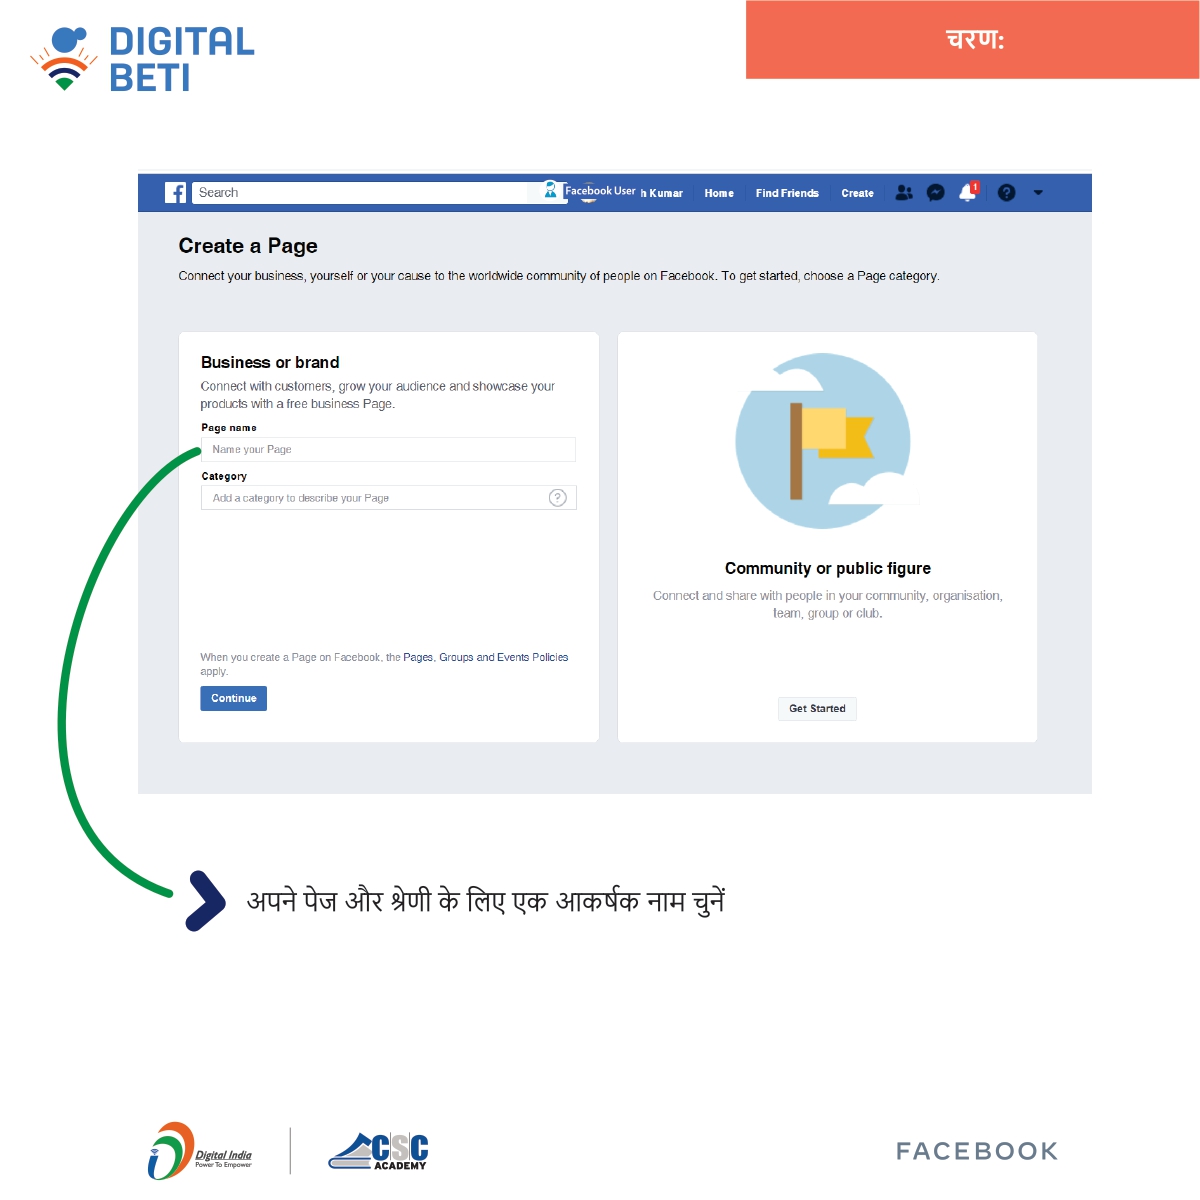 DIGITAL
BETI
चरण:
Search
Facebook User
h Kumar
Home
Find Friends
Create
1
?
Create a Page
Connect your business, yourself or your cause to the worldwide community of people on Facebook. To get started, choose a Page category.
Business or brand
Connect with customers, grow your audience and showcase your
products with a free business Page.
Page name
Name your Page
Category
Add a category to describe your Page
?
When you create a Page on Facebook, the Pages, Groups and Events Policies
apply.
Continue
Community or public figure
Connect and share with people in your community, organisation,
team, group or club.
Get Started
अपने पेज और श्रेणी के लिए एक आकर्षक नाम चुनें
Digital India
Power To Empower
CSC
ACADEMY
FACEBOOK